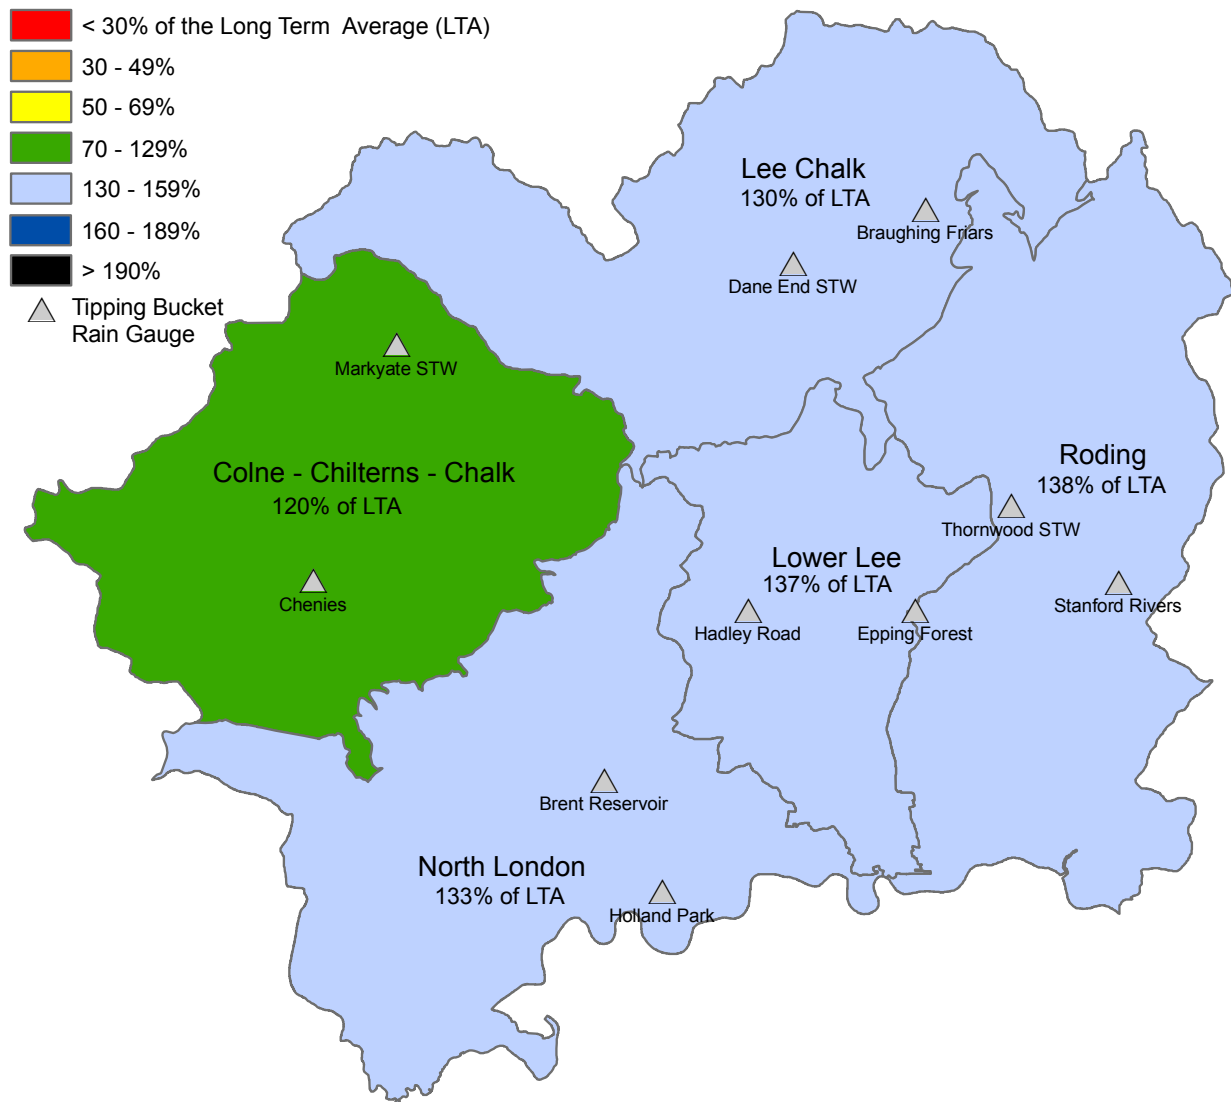 < 30% of the Long Term Average (LTA)
30 - 49%
50 - 69%
70 - 129%
130 - 159%
160 - 189%
> 190%
Tipping Bucket
Rain Gauge
Lee Chalk
130% of LTA
Braughing Friars
Dane End STW
Markyate STW
Colne - Chilterns - Chalk
120% of LTA
Chenies
Roding
138% of LTA
Thornwood STW
Stanford Rivers
Lower Lee
137% of LTA
Hadley Road
Epping Forest
Brent Reservoir
North London
133% of LTA
Holland Park